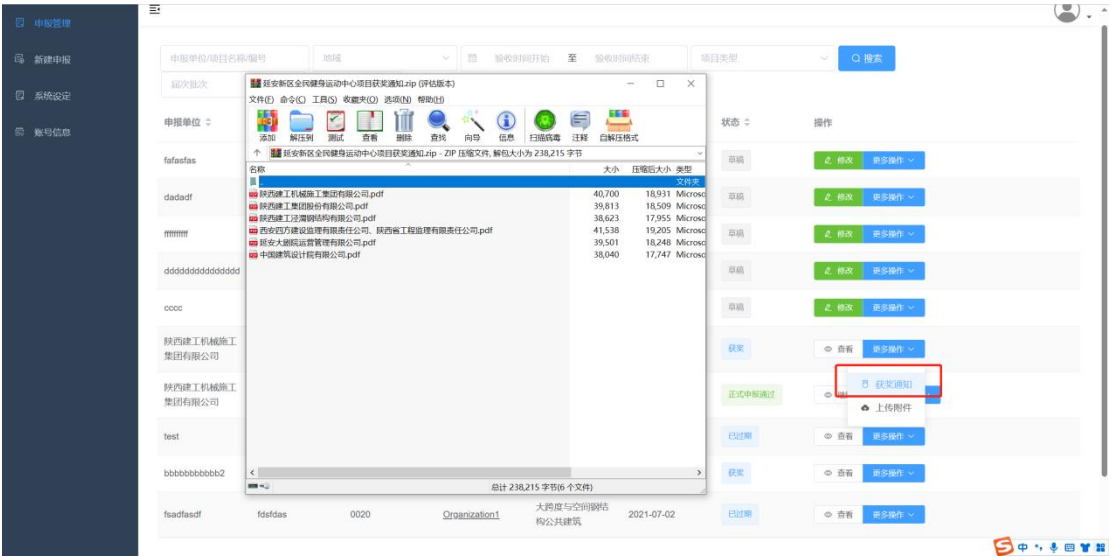 申报管理
新建申报
系统设定
账号信息
申报单位/项目名称/编号
地域
验收时间开始 至 验收时间结束
项目类型
搜索
届次批次
申报单位
状态
操作
fafasfas
草稿
修改 更多操作
dadadf
草稿
修改 更多操作
ffffffffff
草稿
修改 更多操作
ddddddddddddddd
草稿
修改 更多操作
cccc
草稿
修改 更多操作
陕西建工机械施工
集团有限公司
获奖
查看 更多操作
获奖通知
上传附件
陕西建工机械施工
集团有限公司
正式申报通过
test
已过期
查看 更多操作
bbbbbbbbbbb2
获奖
查看 更多操作
fsadfasdf fdsfdas 0020 Organization1
大跨度与空间钢结
构公共建筑
2021-07-02
已过期
查看 更多操作
延安新区全民健身运动中心项目获奖通知.zip (评估版本)
文件(F) 命令(C) 工具(S) 收藏夹(O) 选项(N) 帮助(H)
添加 解压到 测试 查看 删除 查找 向导 信息 扫描病毒 注释 自解压格式
延安新区全民健身运动中心项目获奖通知.zip - ZIP 压缩文件, 解包大小为 238,215 字节
名称 大小 压缩后大小 类型
.. 文件夹
陕西建工机械施工集团有限公司.pdf 40,700 18,931 Microsc
陕西建工集团股份有限公司.pdf 39,813 18,509 Microsc
陕西建工泾渭钢结构有限公司.pdf 38,623 17,955 Microsc
西安四方建设监理有限责任公司、陕西省工程监理有限责任公司.pdf 41,538 19,205 Microsc
延安大剧院运营管理有限公司.pdf 39,501 18,248 Microsc
中国建筑设计院有限公司.pdf 38,040 17,747 Microsc
总计 238,215 字节(6 个文件)
中